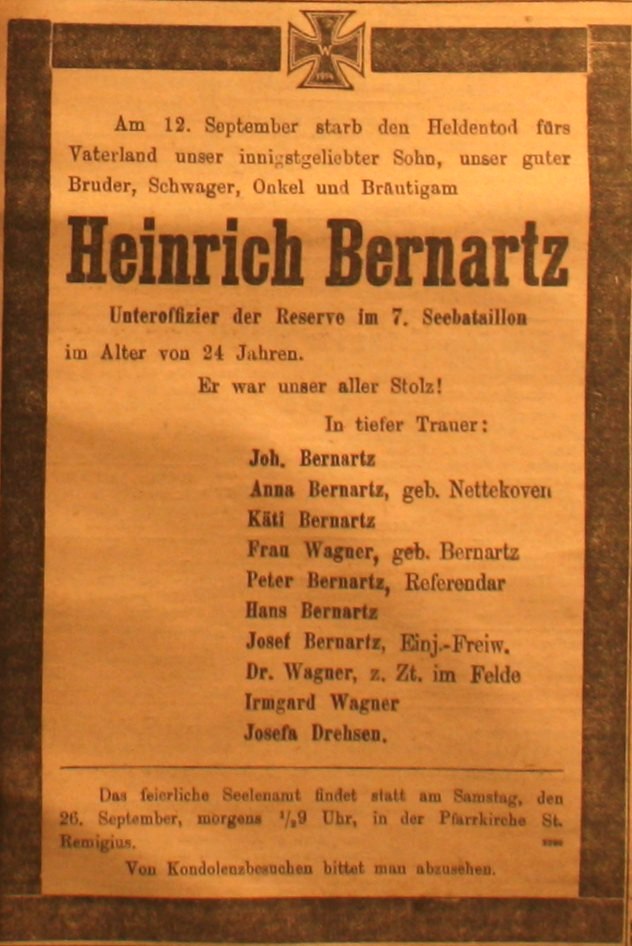 W
1914
Am 12. September starb den Heldentod fürs
Vaterland unser innigstgeliebter Sohn, unser guter
Bruder, Schwager, Onkel und Bräutigam
Heinrich Bernartz
Unteroffizier der Reserve im 7. Seebataillon
im Alter von 24 Jahren.
Er war unser aller Stolz!
In tiefer Trauer:
Joh. Bernartz
Anna Bernartz, geb. Nettekoven
Käti Bernartz
Frau Wagner, geb. Bernartz
Peter Bernartz, Referendar
Hans Bernartz
Josef Bernartz, Einj.-Freiw.
Dr. Wagner, z. Zt. im Felde
Irmgard Wagner
Josefa Drehsen.
Das feierliche Seelenamt findet statt am Samstag, den
26. September, morgens ½9 Uhr, in der Pfarrkirche St.
Remigius.
Von Kondolenzbesuchen bittet man abzusehen.